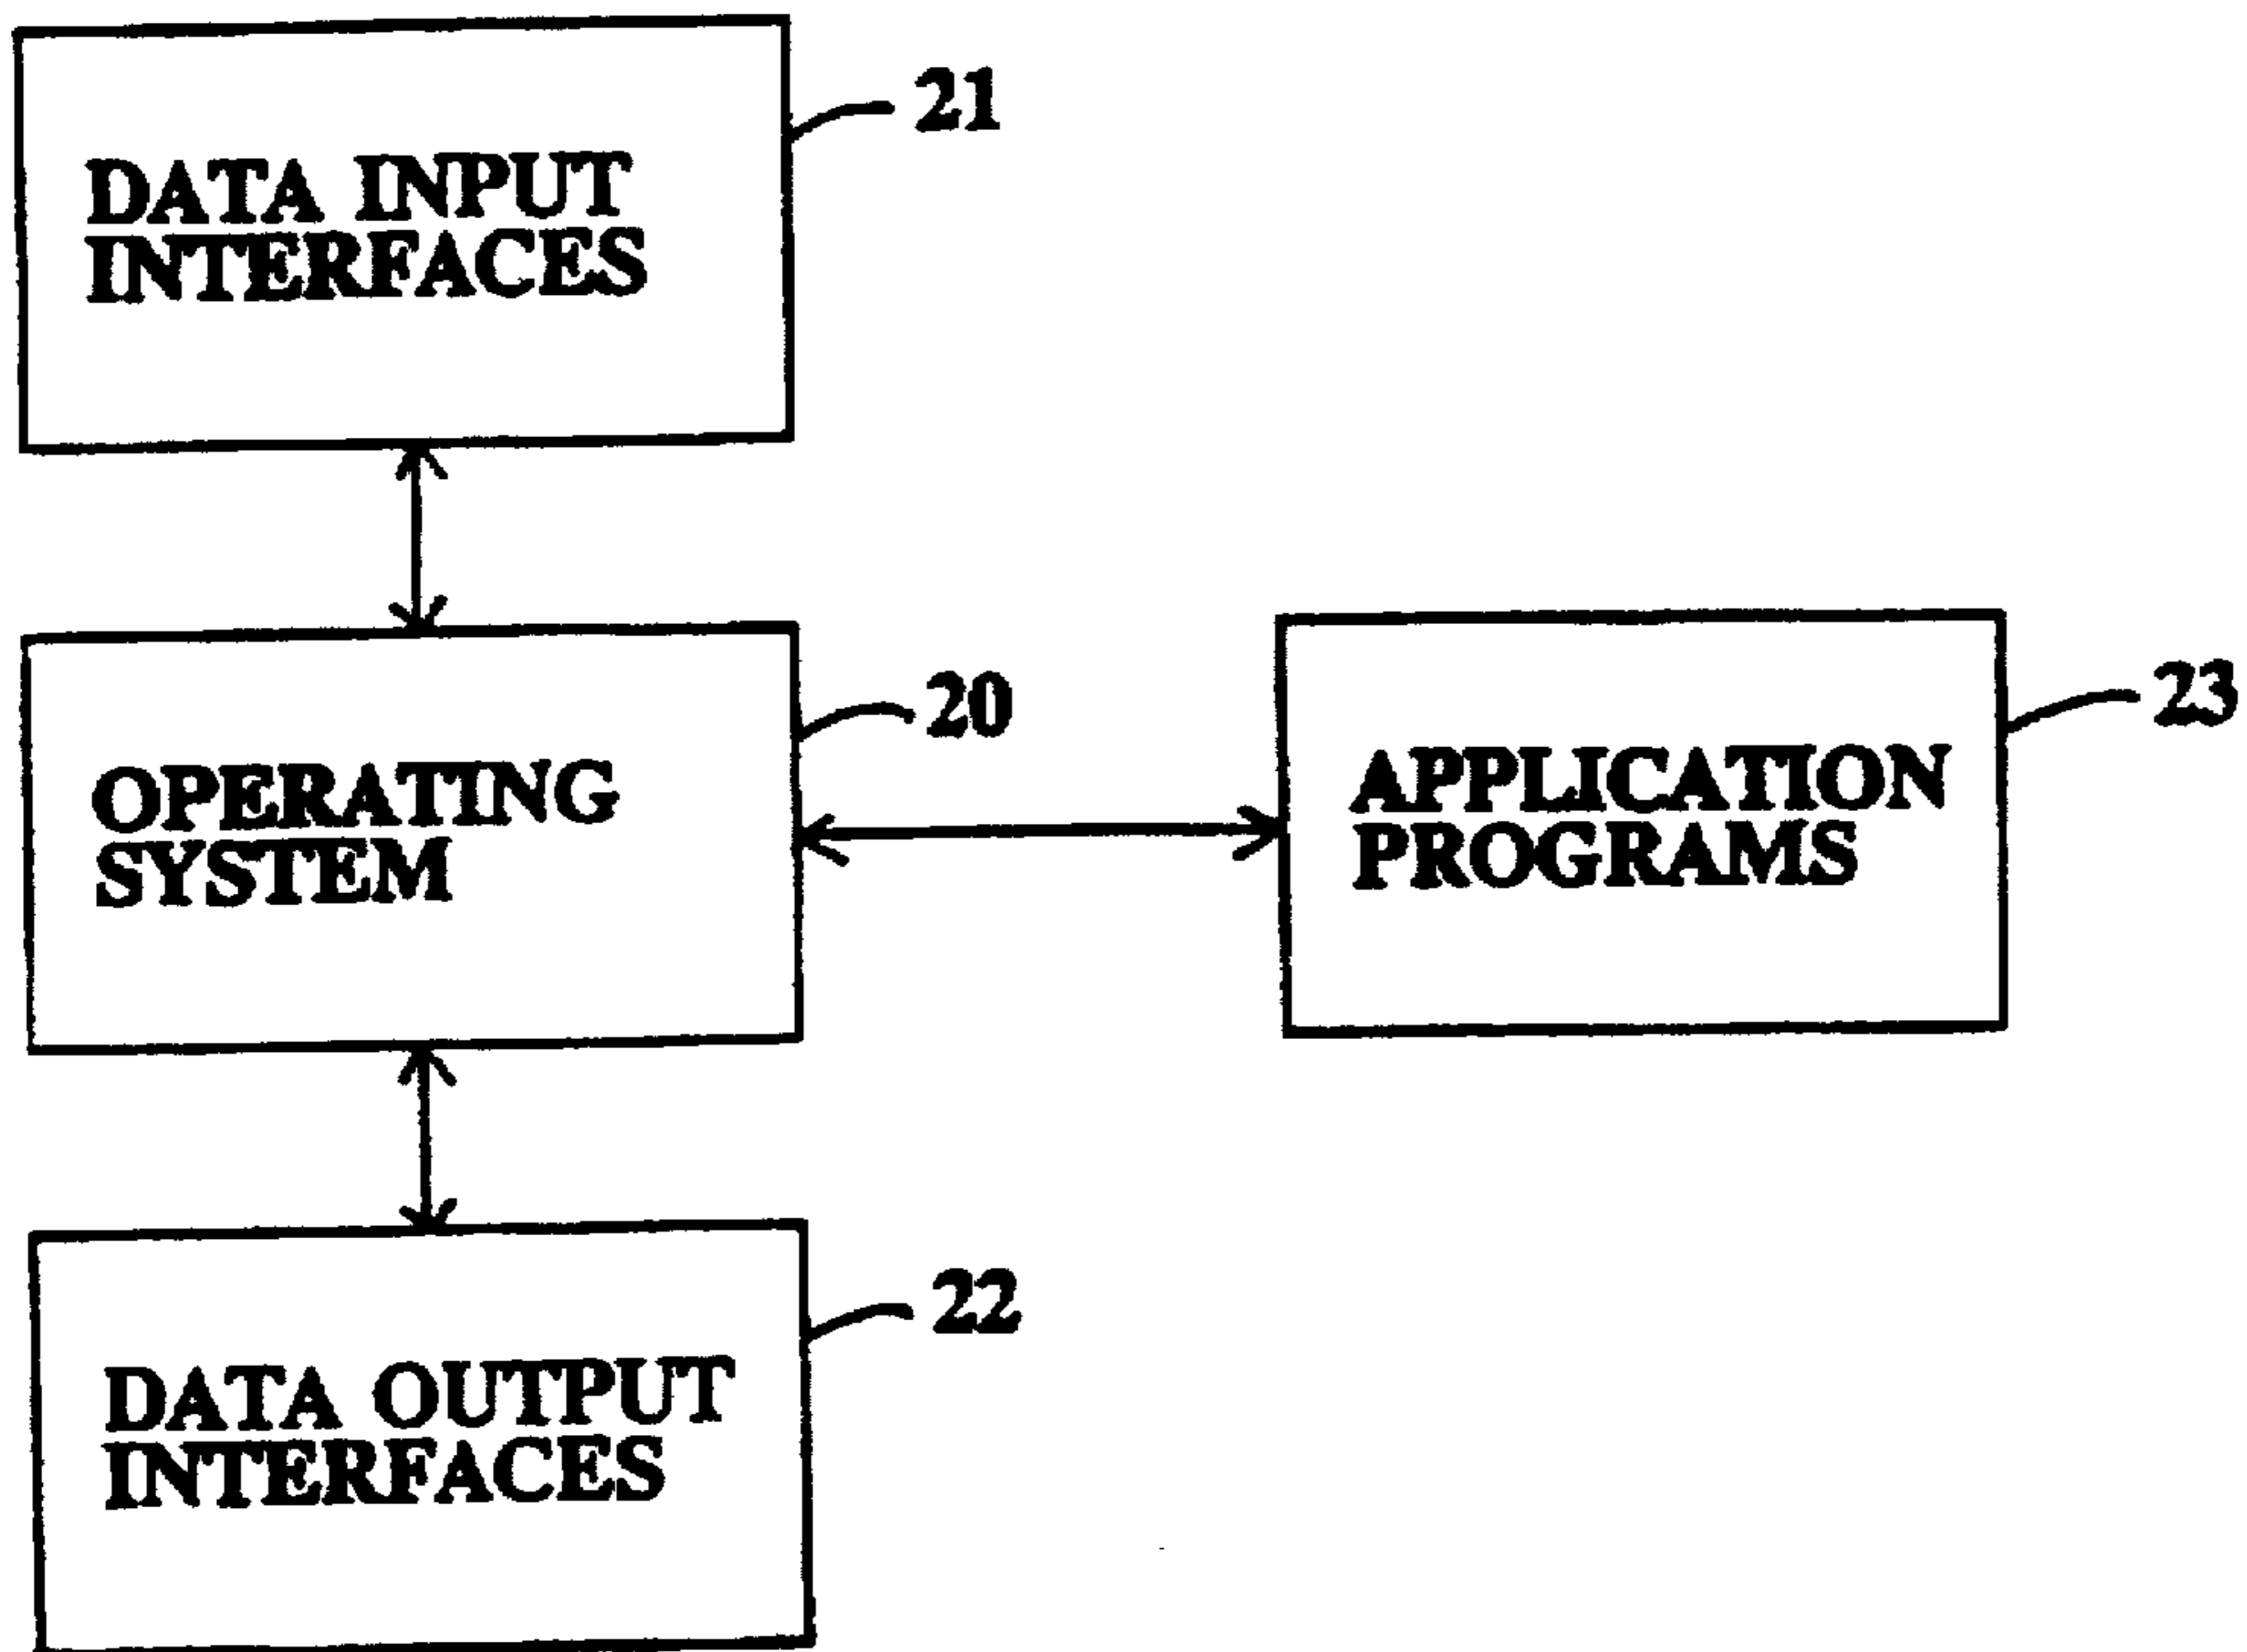 21
DATA INPUT
INTERFACES
20
OPERATING
SYSTEM
23
APPLICATION
PROGRAMS
22
DATA OUTPUT
INTERFACES